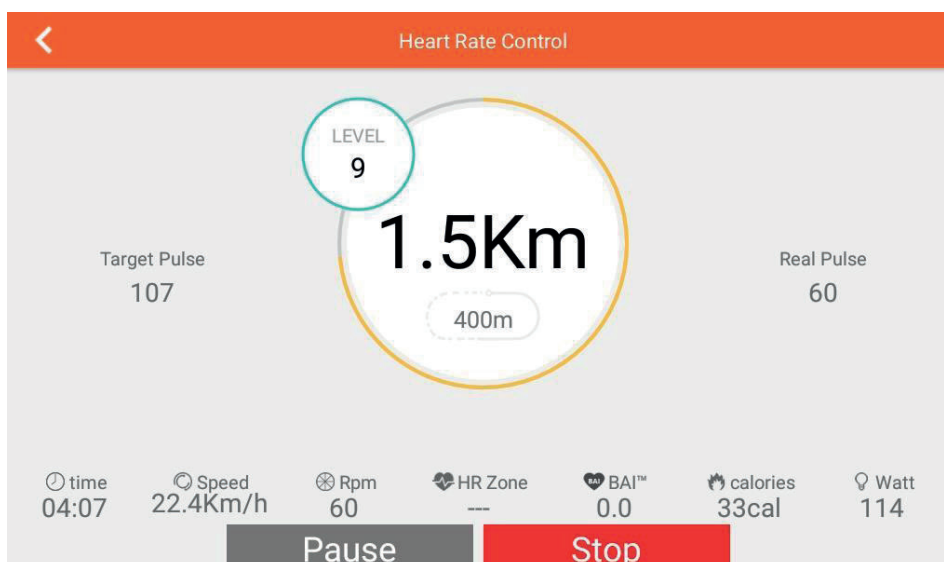 Heart Rate Control
LEVEL
9
1.5Km
400m
Target Pulse
107
Real Pulse
60
time
04:07
Speed
22.4Km/h
Rpm
60
HR Zone
---
BAI BAI™
0.0
calories
33cal
Watt
114
Pause
Stop